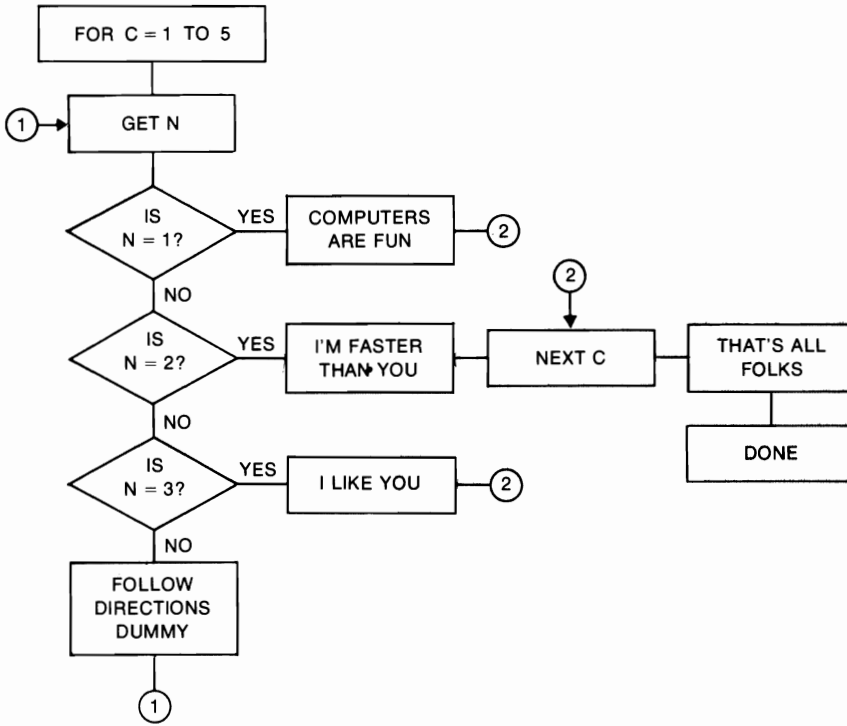 FOR C = 1 TO 5
1
GET N
IS
N = 1?
YES
COMPUTERS
ARE FUN
2
NO
2
IS
N = 2?
YES
I'M FASTER
THAN YOU
NEXT C
THAT'S ALL
FOLKS
NO
DONE
IS
N = 3?
YES
I LIKE YOU
2
NO
FOLLOW
DIRECTIONS
DUMMY
1